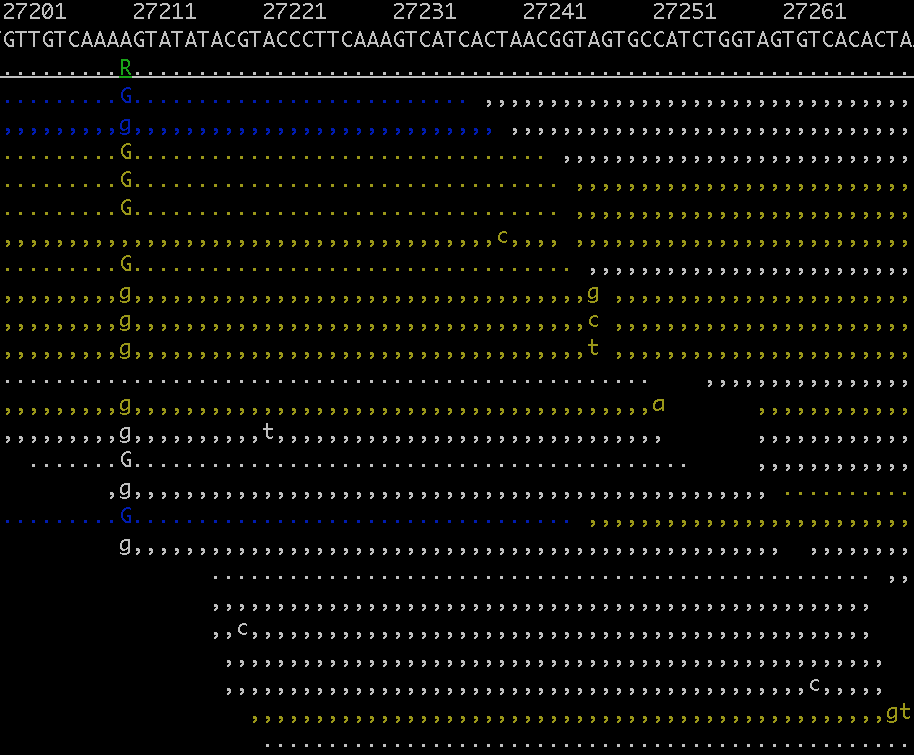 27201     27211     27221     27231     27241     27251     27261
GTTGTCAAAAGTATATACGTACCCTTCAAAGTCATCACTAACGGTAGTGCCATCTGGTAGTGTCACACTA
.........R............................................................
.........G.......................... ,,,,,,,,,,,,,,,,,,,,,,,,,,,,,,,,,
,,,,,,,,,g,,,,,,,,,,,,,,,,,,,,,,,,,,,, ,,,,,,,,,,,,,,,,,,,,,,,,,,,,,,,
.........G................................ ,,,,,,,,,,,,,,,,,,,,,,,,,,,
.........G................................. ,,,,,,,,,,,,,,,,,,,,,,,,,,
.........G................................. ,,,,,,,,,,,,,,,,,,,,,,,,,,
,,,,,,,,,,,,,,,,,,,,,,,,,,,,,,,,,,,,,,c,,,, ,,,,,,,,,,,,,,,,,,,,,,,,,,
.........G.................................. ,,,,,,,,,,,,,,,,,,,,,,,,,
,,,,,,,,,g,,,,,,,,,,,,,,,,,,,,,,,,,,,,,,,,,,,g ,,,,,,,,,,,,,,,,,,,,,,,
,,,,,,,,,g,,,,,,,,,,,,,,,,,,,,,,,,,,,,,,,,,,,c ,,,,,,,,,,,,,,,,,,,,,,,
,,,,,,,,,g,,,,,,,,,,,,,,,,,,,,,,,,,,,,,,,,,,,t ,,,,,,,,,,,,,,,,,,,,,,,
..................................................    ,,,,,,,,,,,,,,,,
,,,,,,,,,g,,,,,,,,,,,,,,,,,,,,,,,,,,,,,,,,,,,,,,,,a       ,,,,,,,,,,,,
,,,,,,,,,g,,,,,,,,,,t,,,,,,,,,,,,,,,,,,,,,,,,,,,,,,       ,,,,,,,,,,,,
  .......G...........................................     ,,,,,,,,,,,,
        ,g,,,,,,,,,,,,,,,,,,,,,,,,,,,,,,,,,,,,,,,,,,,,,,,,, ..........
.........G.................................. ,,,,,,,,,,,,,,,,,,,,,,,,,
         g,,,,,,,,,,,,,,,,,,,,,,,,,,,,,,,,,,,,,,,,,,,,,,,,,,  ,,,,,,,,
                ................................................... ,,
                ,,,,,,,,,,,,,,,,,,,,,,,,,,,,,,,,,,,,,,,,,,,,,,,,,,,
                ,,c,,,,,,,,,,,,,,,,,,,,,,,,,,,,,,,,,,,,,,,,,,,,,,,,
                 ,,,,,,,,,,,,,,,,,,,,,,,,,,,,,,,,,,,,,,,,,,,,,,,,,,,
                 ,,,,,,,,,,,,,,,,,,,,,,,,,,,,,,,,,,,,,,,,,,,,,c,,,,,
                   ,,,,,,,,,,,,,,,,,,,,,,,,,,,,,,,,,,,,,,,,,,,,,,,,,gt
                    ..................................................